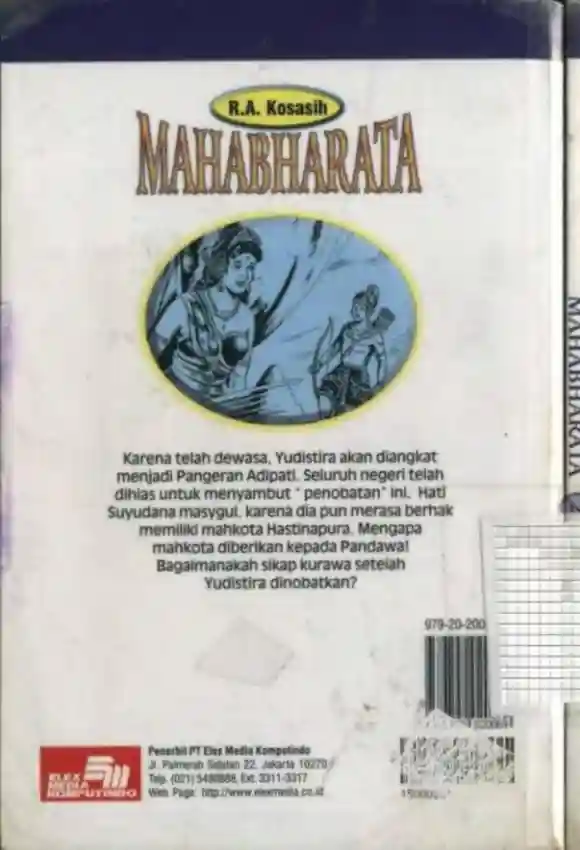 R.A. Kosasih
MAHABHARATA
Karena telah dewasa, Yudistira akan diangkat
menjadi Pangeran Adipati. Seluruh negeri telah
dihias untuk menyambut " penobatan" ini. Hati
Suyudana masygul, karena dia pun merasa berhak
memiliki mahkota Hastinapura. Mengapa
mahkota diberikan kepada Pandawa!
Bagaimanakah sikap kurawa setelah
Yudistira dinobatkan?
MAHABHARATA
979-20-200
ELEX
MEDIA
KOMPUTINDO
Penerbit PT Elex Media Komputindo
Jl. Palmerah Selatan 22, Jakarta 10270
Telp. (021) 5480888, Ext. 3311-3317
Web Page: http://www.elexmedia.co.id